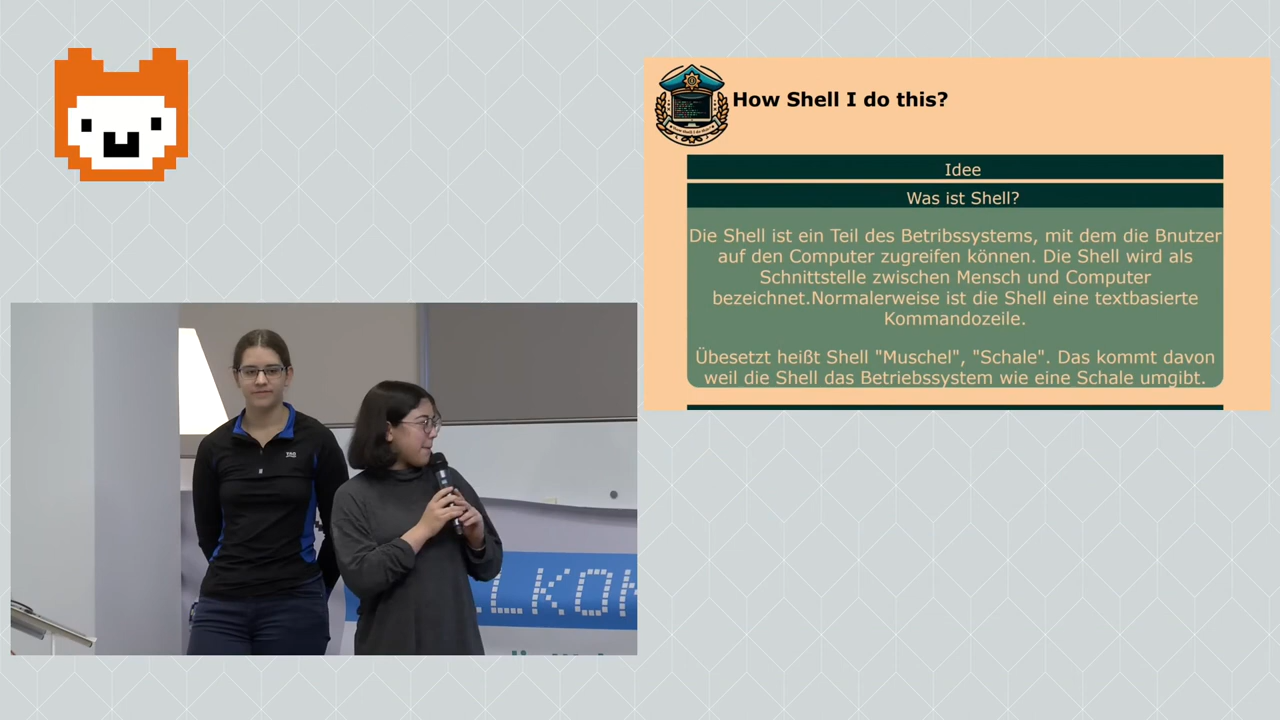 How Shell I do this?
Idee
Was ist Shell?
Die Shell ist ein Teil des Betribssystems, mit dem die Bnutzer
auf den Computer zugreifen können. Die Shell wird als
Schnittstelle zwischen Mensch und Computer
bezeichnet.Normalerweise ist die Shell eine textbasierte
Kommandozeile.
Übesetzt heißt Shell "Muschel", "Schale". Das kommt davon
weil die Shell das Betriebssystem wie eine Schale umgibt.
LLKOM